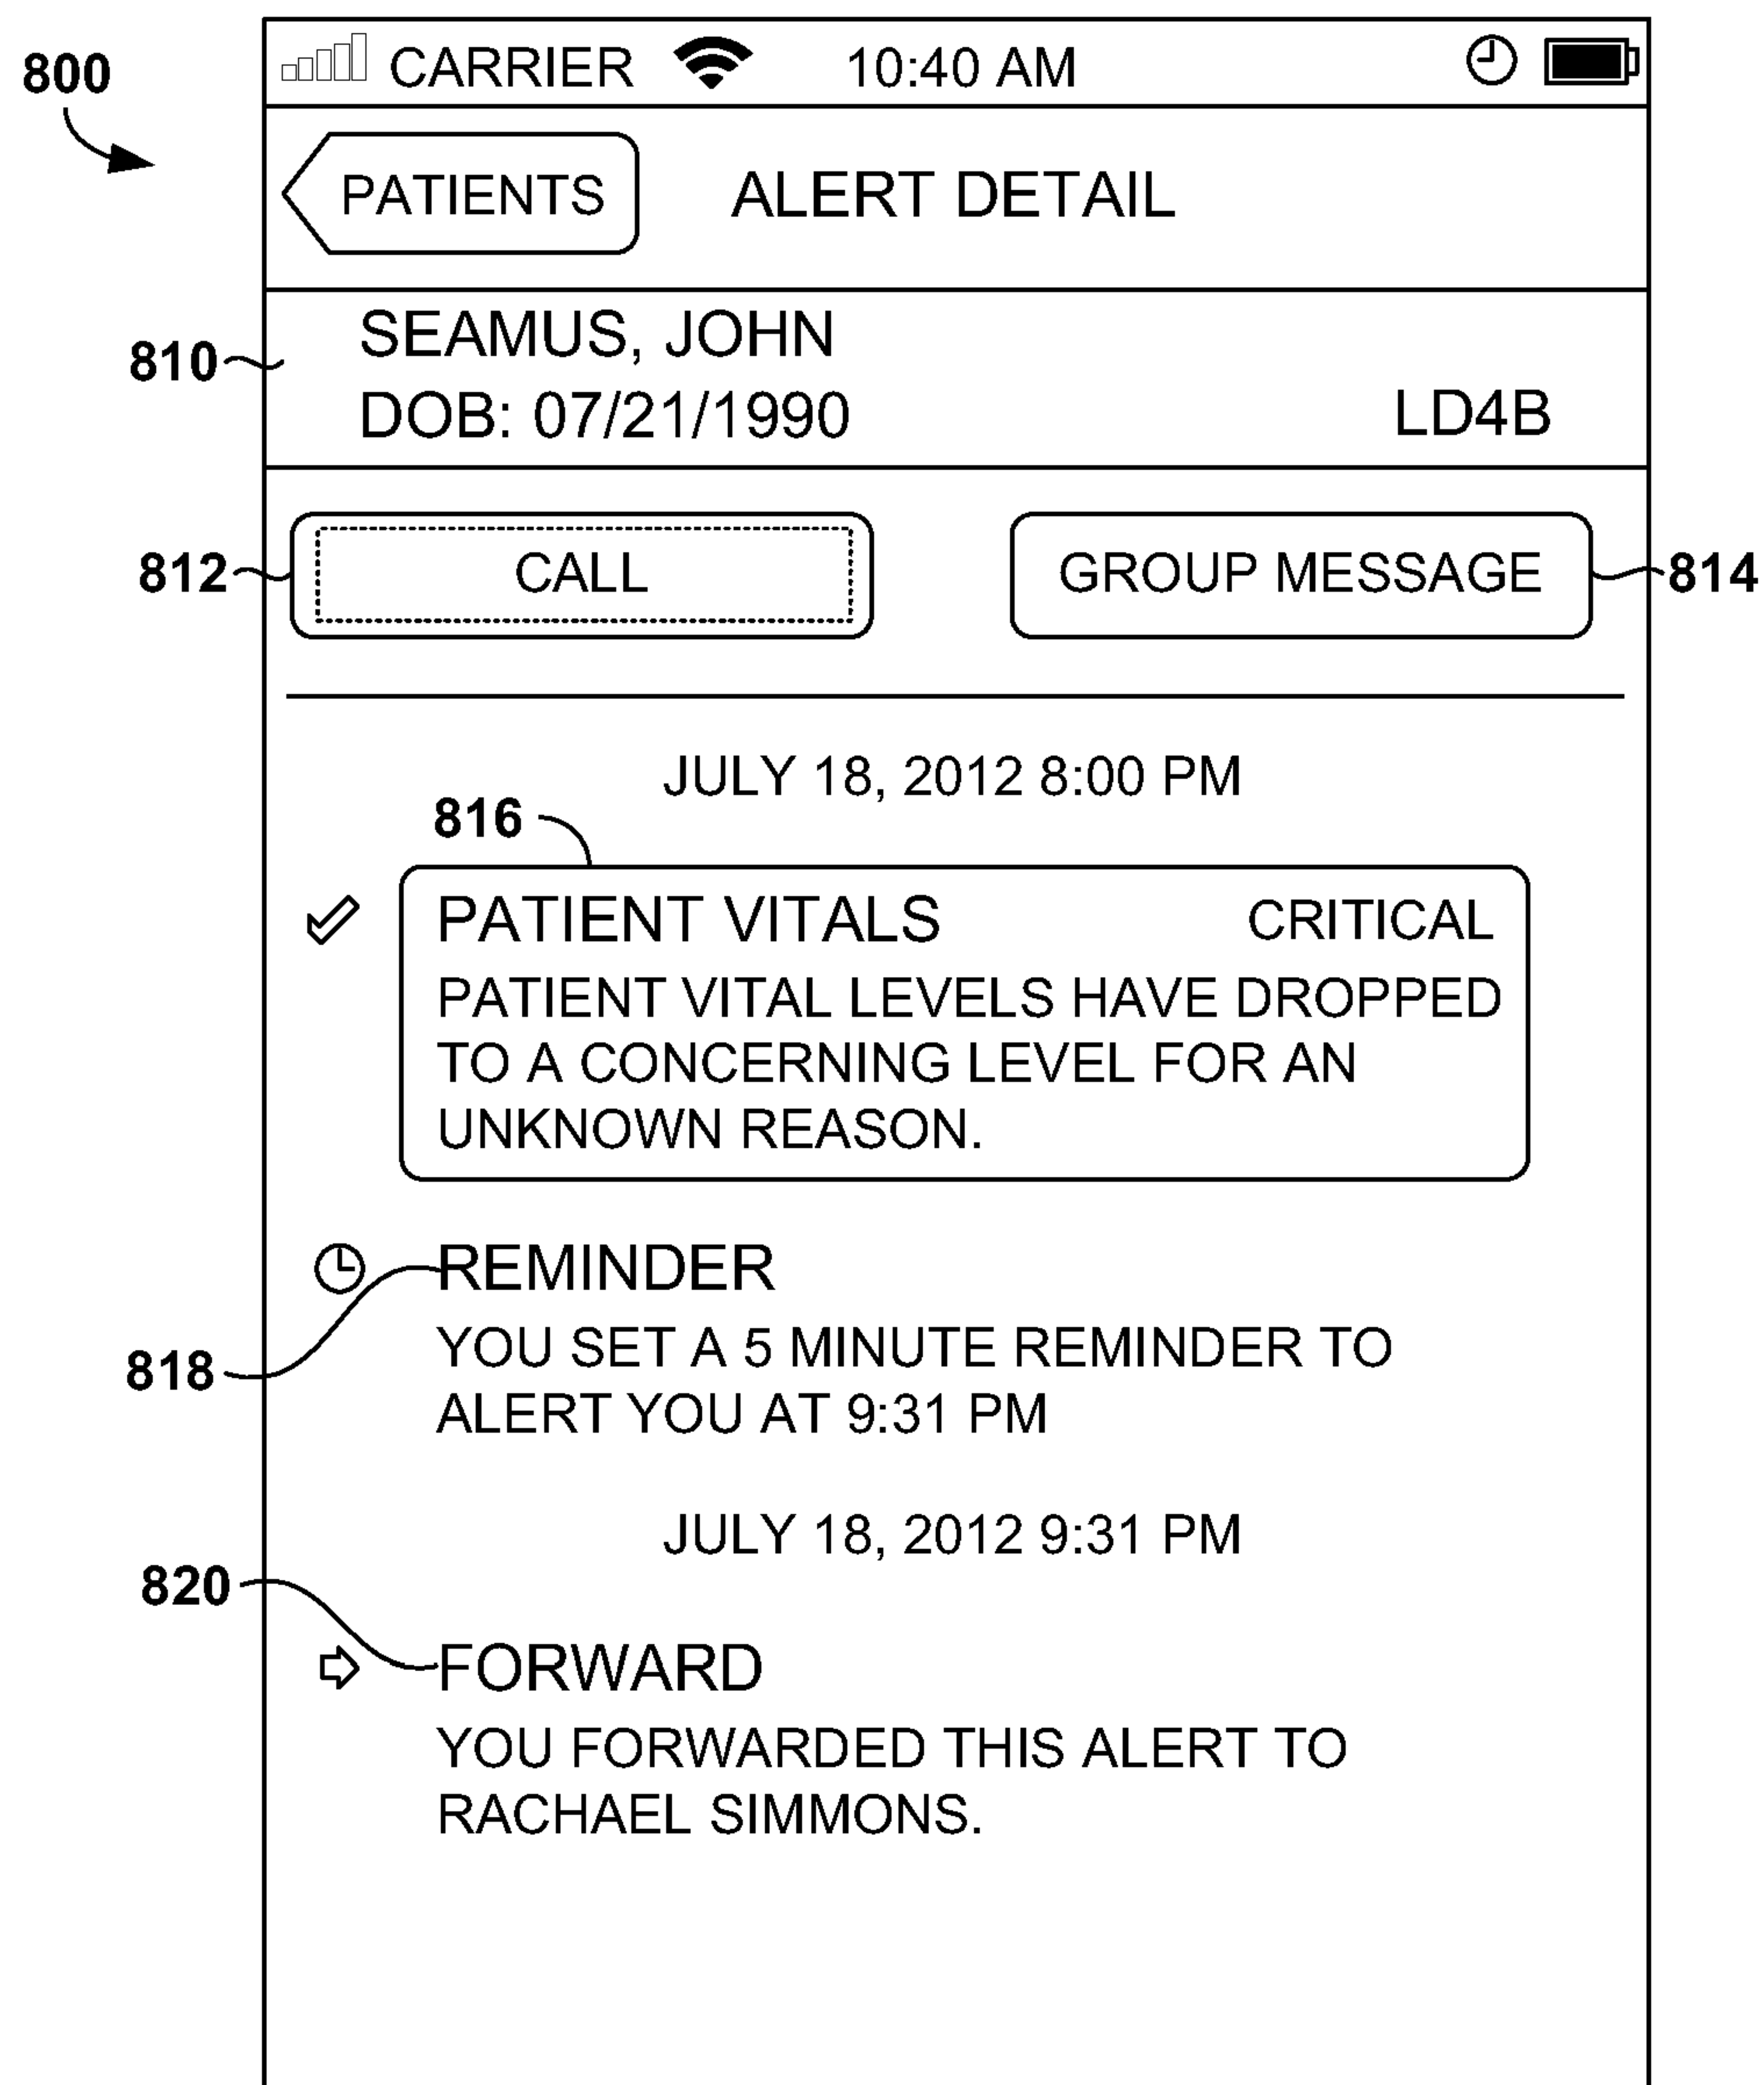 800
CARRIER 10:40 AM
PATIENTS ALERT DETAIL
810
SEAMUS, JOHN
DOB: 07/21/1990 LD4B
812 CALL GROUP MESSAGE 814
JULY 18, 2012 8:00 PM
816
PATIENT VITALS CRITICAL
PATIENT VITAL LEVELS HAVE DROPPED
TO A CONCERNING LEVEL FOR AN
UNKNOWN REASON.
REMINDER
818
YOU SET A 5 MINUTE REMINDER TO
ALERT YOU AT 9:31 PM
JULY 18, 2012 9:31 PM
820
FORWARD
YOU FORWARDED THIS ALERT TO
RACHAEL SIMMONS.